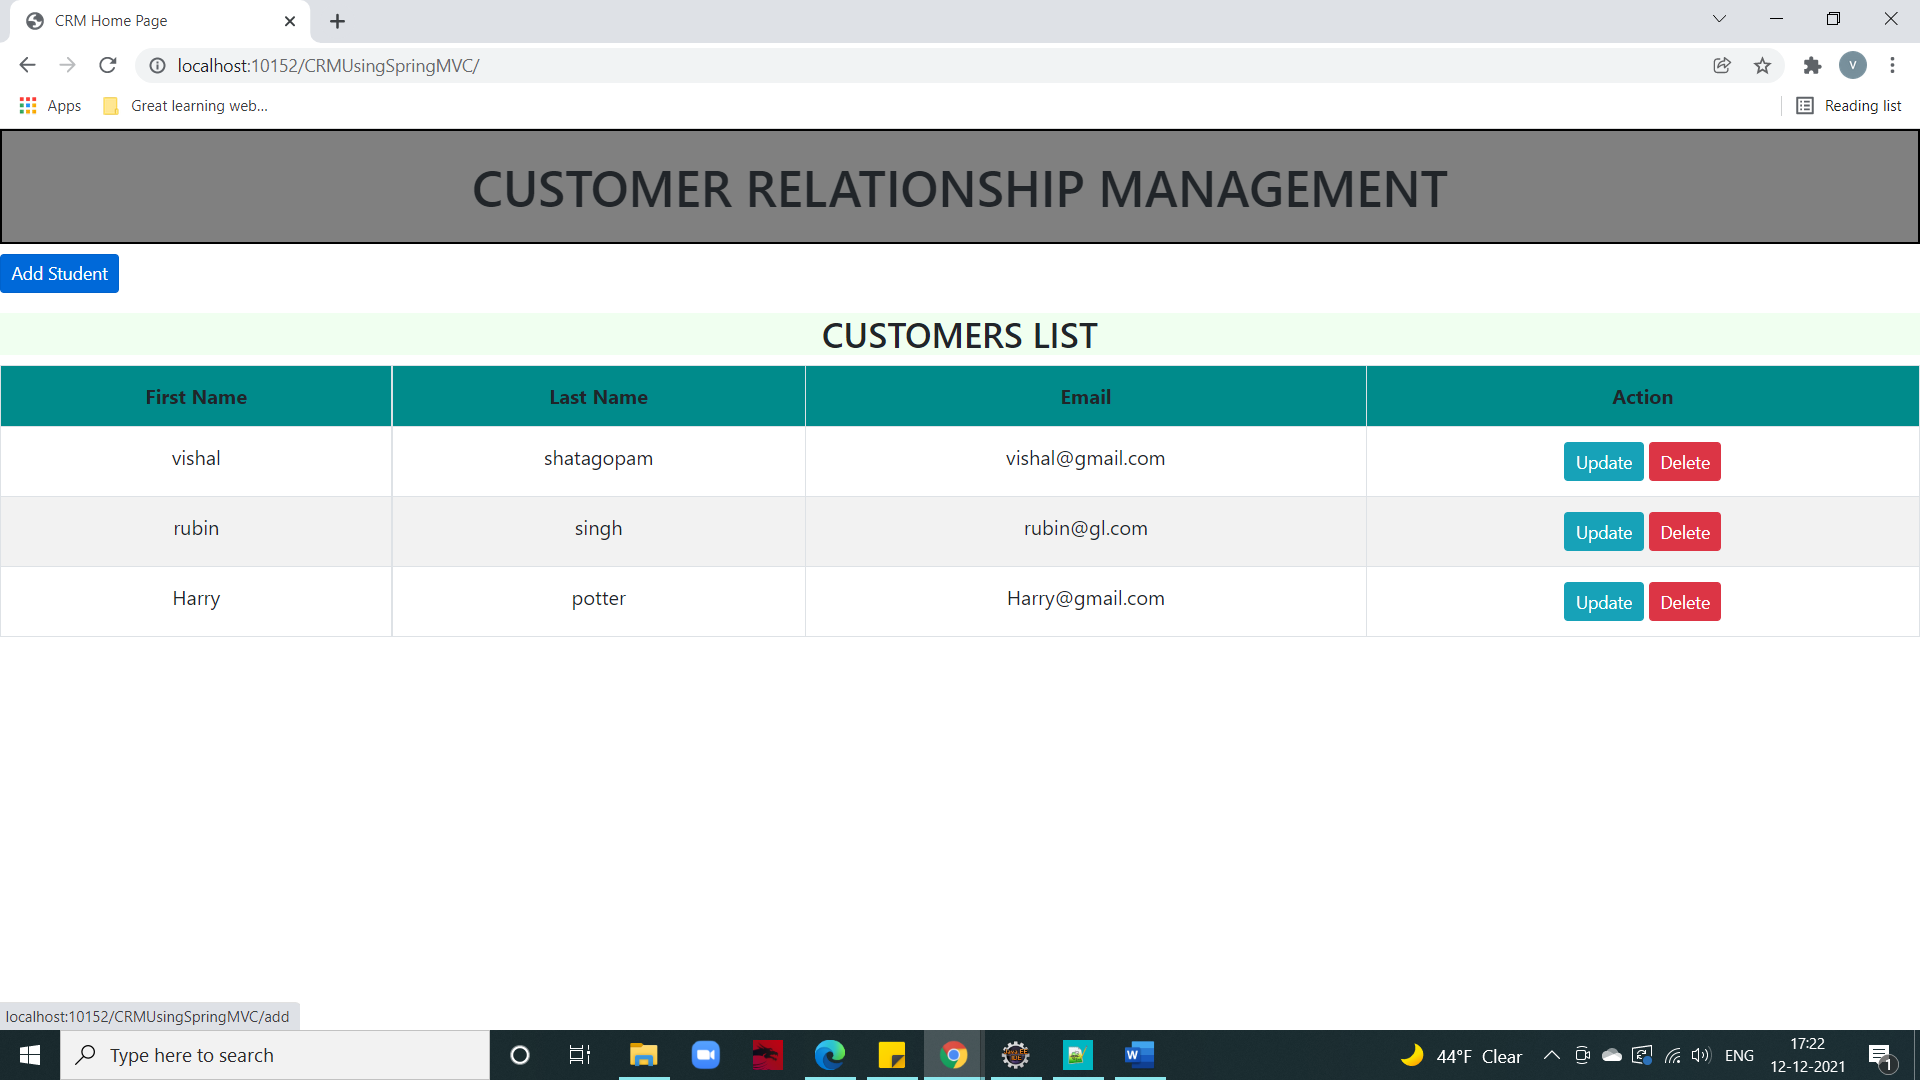 CRM Home Page
localhost:10152/CRMUsingSpringMVC/
V
Apps Great learning web... Reading list
CUSTOMER RELATIONSHIP MANAGEMENT
Add Student
CUSTOMERS LIST
First Name Last Name Email Action
vishal shatagopam vishal@gmail.com Update Delete
rubin singh rubin@gl.com Update Delete
Harry potter Harry@gmail.com Update Delete
localhost:10152/CRMUsingSpringMVC/add
Type here to search 44°F Clear ENG 17:22
12-12-2021 1